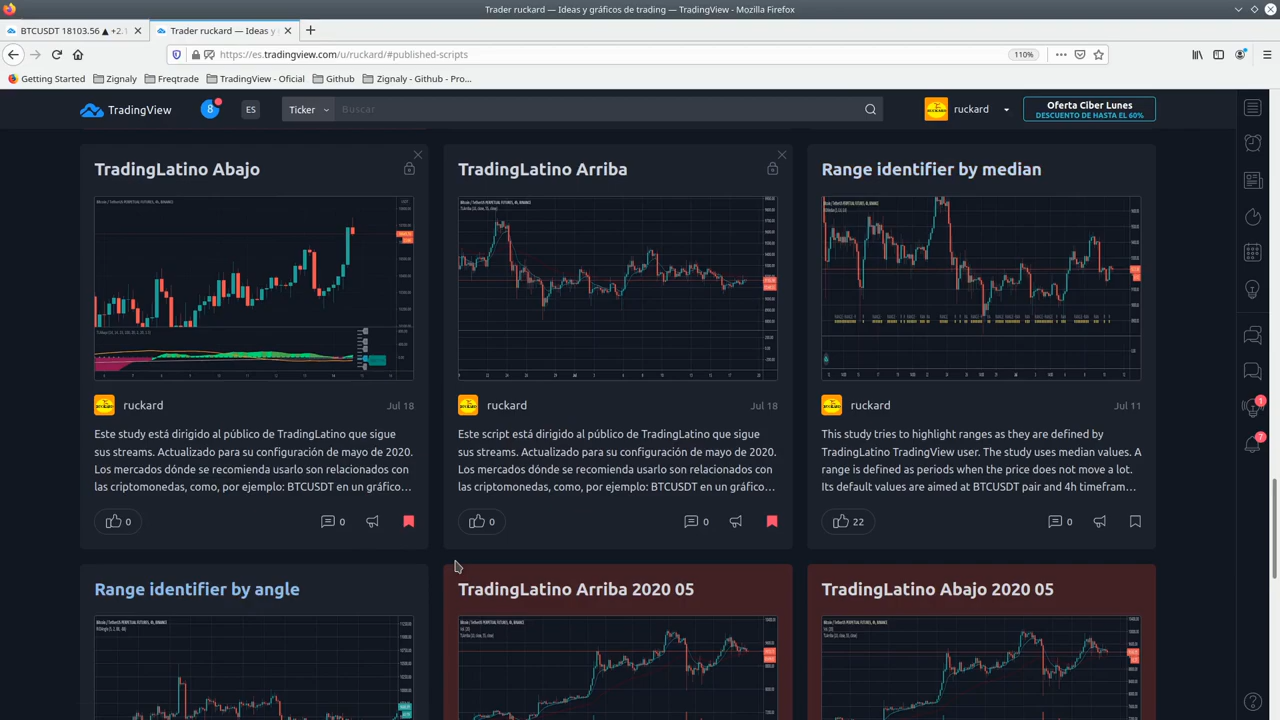 Trader ruckard — Ideas y gráficos de trading — TradingView - Mozilla Firefox
BTCUSDT 18103.56 ▲ +2.1
Trader ruckard — Ideas y
https://es.tradingview.com/u/ruckard/#published-scripts
110%
Getting Started
Zignaly
Freqtrade
TradingView - Oficial
Github
Zignaly - Github - Pro...
TradingView
8
ES
Ticker
Buscar
ruckard
Oferta Ciber Lunes
DESCUENTO DE HASTA EL 60%
TradingLatino Abajo
TradingLatino Arriba
Range identifier by median
ruckard
Jul 18
ruckard
Jul 18
ruckard
Jul 11
Este study está dirigido al público de TradingLatino que sigue
sus streams. Actualizado para su configuración de mayo de 2020.
Los mercados dónde se recomienda usarlo son relacionados con
las criptomonedas, como, por ejemplo: BTCUSDT en un gráfico...
Este script está dirigido al público de TradingLatino que sigue
sus streams. Actualizado para su configuración de mayo de 2020.
Los mercados dónde se recomienda usarlo son relacionados con
las criptomonedas, como, por ejemplo: BTCUSDT en un gráfico...
This study tries to highlight ranges as they are defined by
TradingLatino TradingView user. The study uses median values. A
range is defined as periods when the price does not move a lot.
Its default values are aimed at BTCUSDT pair and 4h timefram...
0
0
0
0
22
0
1
7
Range identifier by angle
TradingLatino Arriba 2020 05
TradingLatino Abajo 2020 05